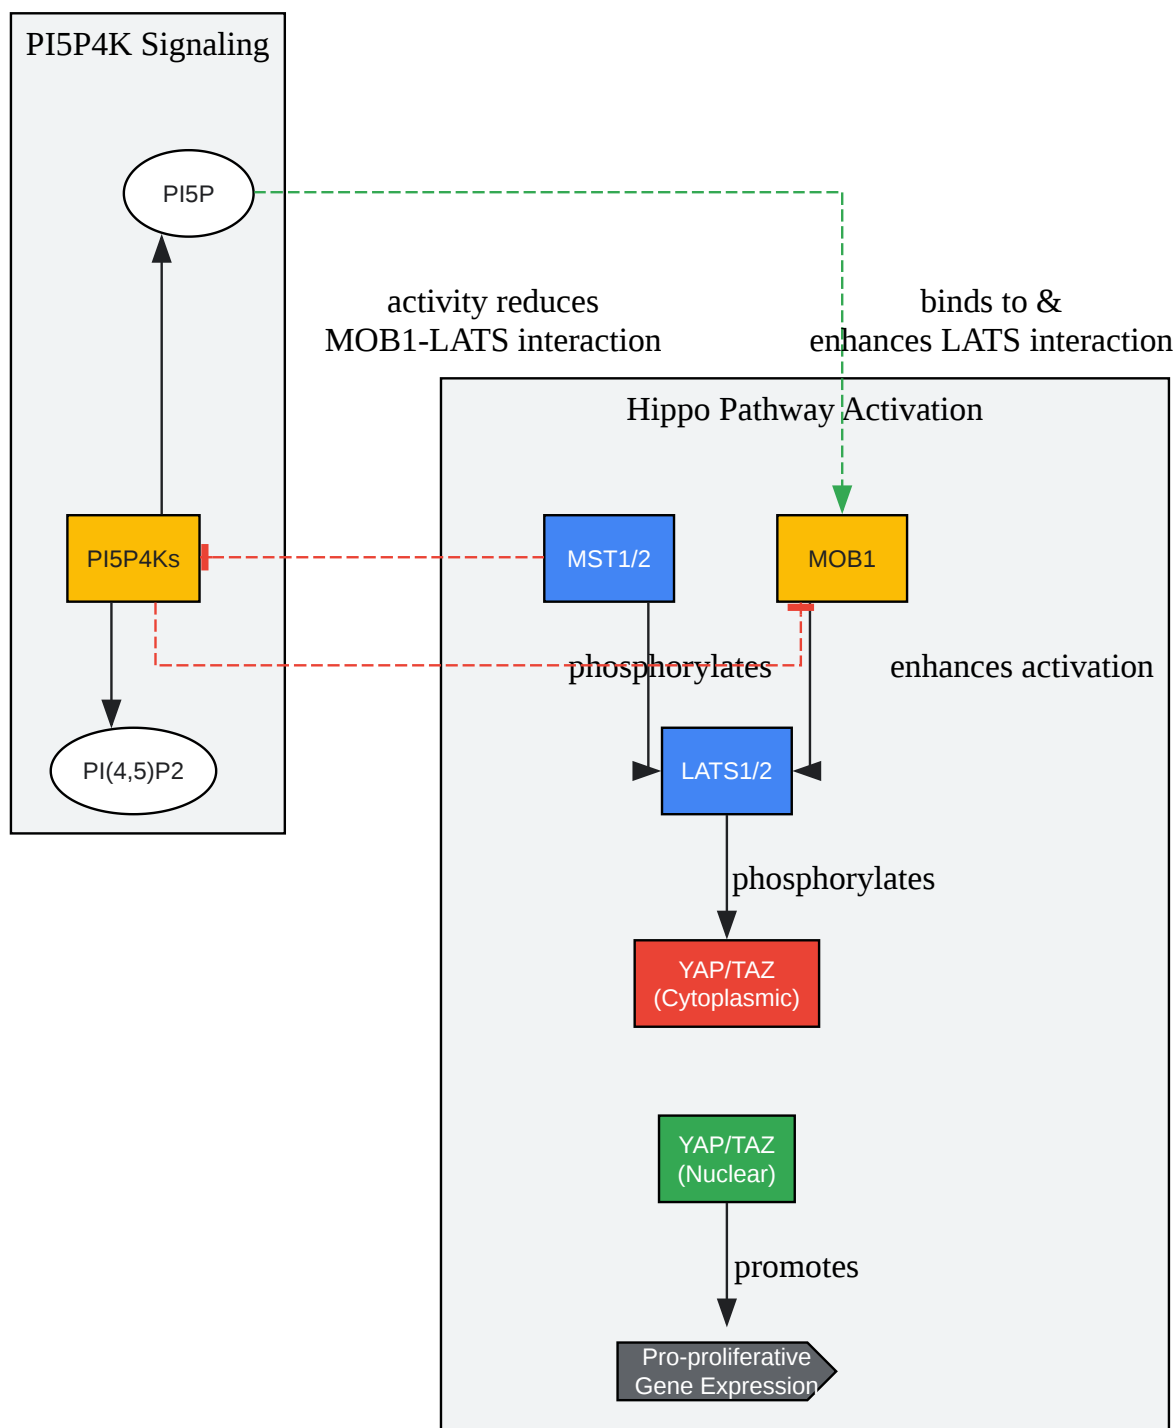 PI5P4K Signaling
PI5P
activity reduces
MOB1-LATS interaction
binds to &
enhances LATS interaction
Hippo Pathway Activation
PI5P4Ks
MST1/2
MOB1
phosphorylates
enhances activation
PI(4,5)P2
LATS1/2
phosphorylates
YAP/TAZ
(Cytoplasmic)
YAP/TAZ
(Nuclear)
promotes
Pro-proliferative
Gene Expression